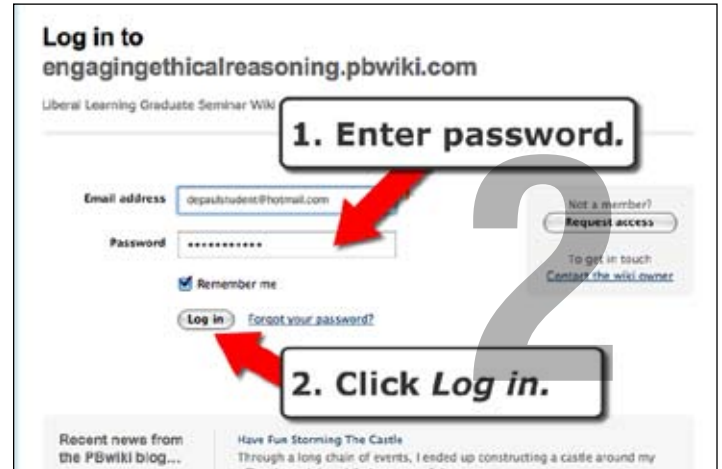 Log in to
engagingethicalreasoning.pbwiki.com
Liberal Learning Graduate Seminar Wiki
1. Enter password.
Email address depaulstudent@hotmail.com
Password •••••••••••
Remember me
Log in Forgot your password?
Not a member?
Request access
To get in touch
Contact the wiki owner
2
2. Click Log in.
Recent news from
the PBwiki blog...
Have Fun Storming The Castle
Through a long chain of events, I ended up constructing a castle around my